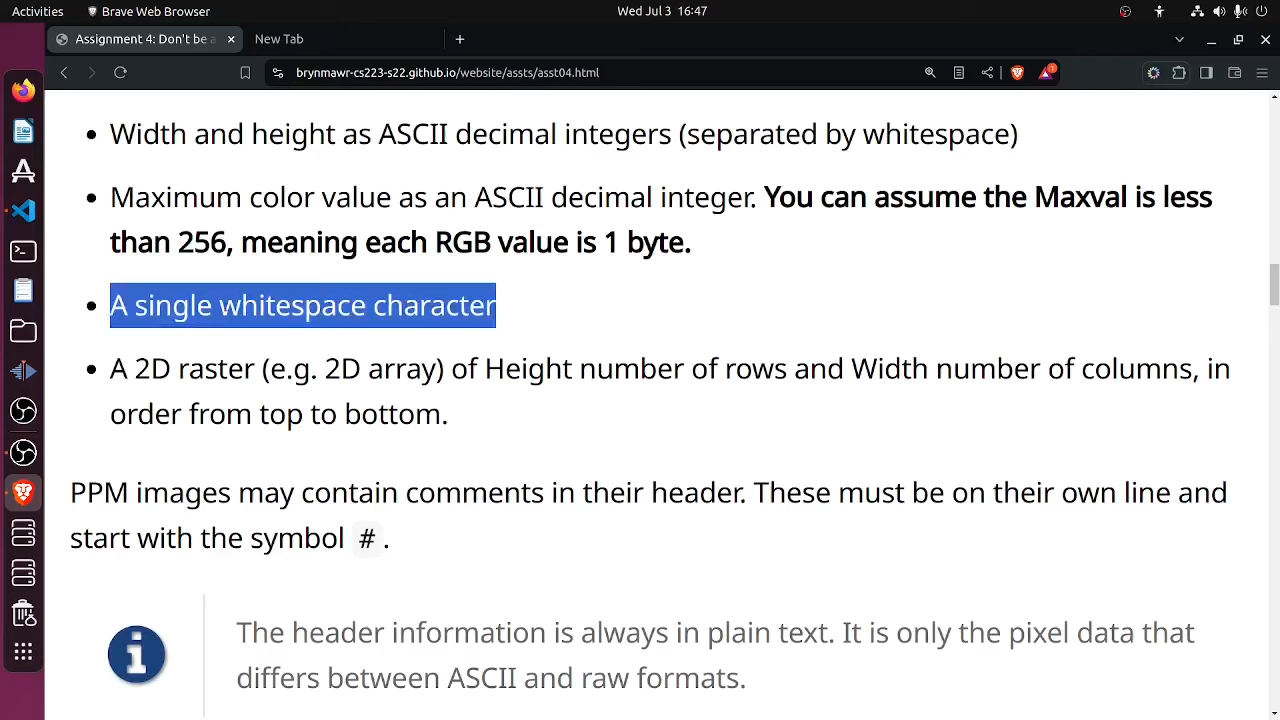 Activities
Brave Web Browser
Wed Jul 3 16:47
Assignment 4: Don't be a
New Tab
brynmawr-cs223-s22.github.io/website/assts/asst04.html
1
Width and height as ASCII decimal integers (separated by whitespace)
Maximum color value as an ASCII decimal integer. You can assume the Maxval is less
than 256, meaning each RGB value is 1 byte.
A single whitespace character
A 2D raster (e.g. 2D array) of Height number of rows and Width number of columns, in
order from top to bottom.
PPM images may contain comments in their header. These must be on their own line and
start with the symbol #.
The header information is always in plain text. It is only the pixel data that
differs between ASCII and raw formats.